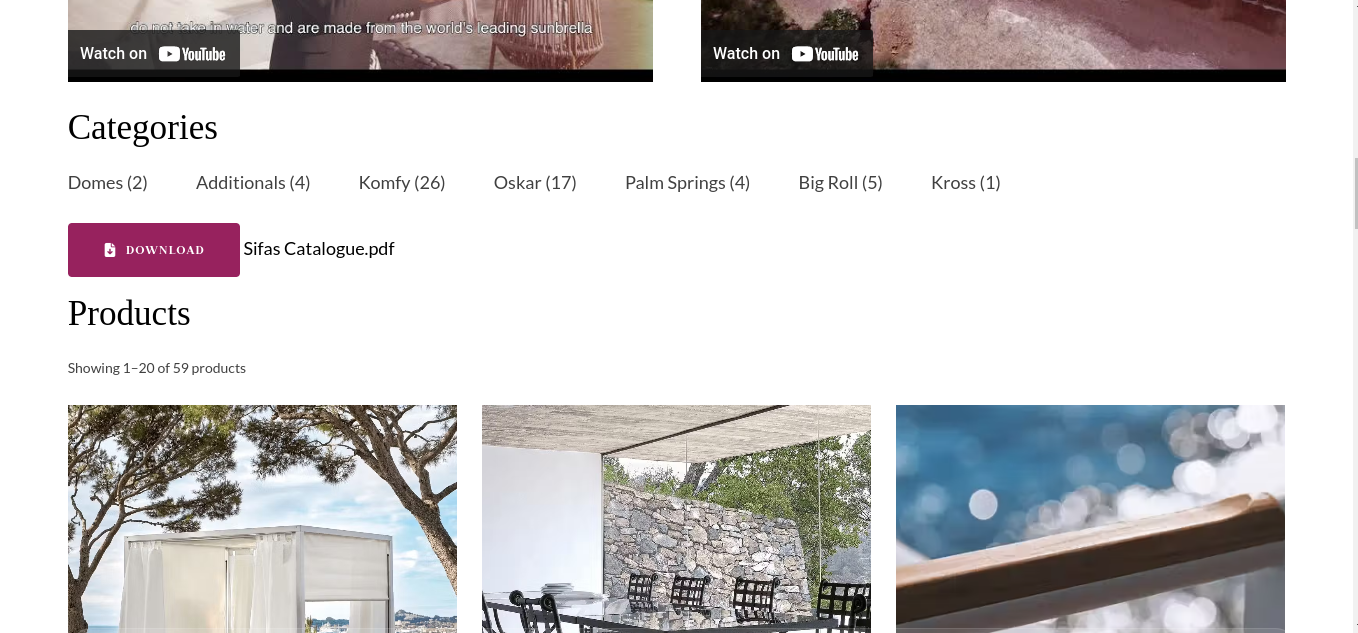 do not take in water and are made from the world's leading sunbrella
Watch on YouTube
Watch on YouTube
Categories
Domes (2) Additionals (4) Komfy (26) Oskar (17) Palm Springs (4) Big Roll (5) Kross (1)
DOWNLOAD Sifas Catalogue.pdf
Products
Showing 1–20 of 59 products